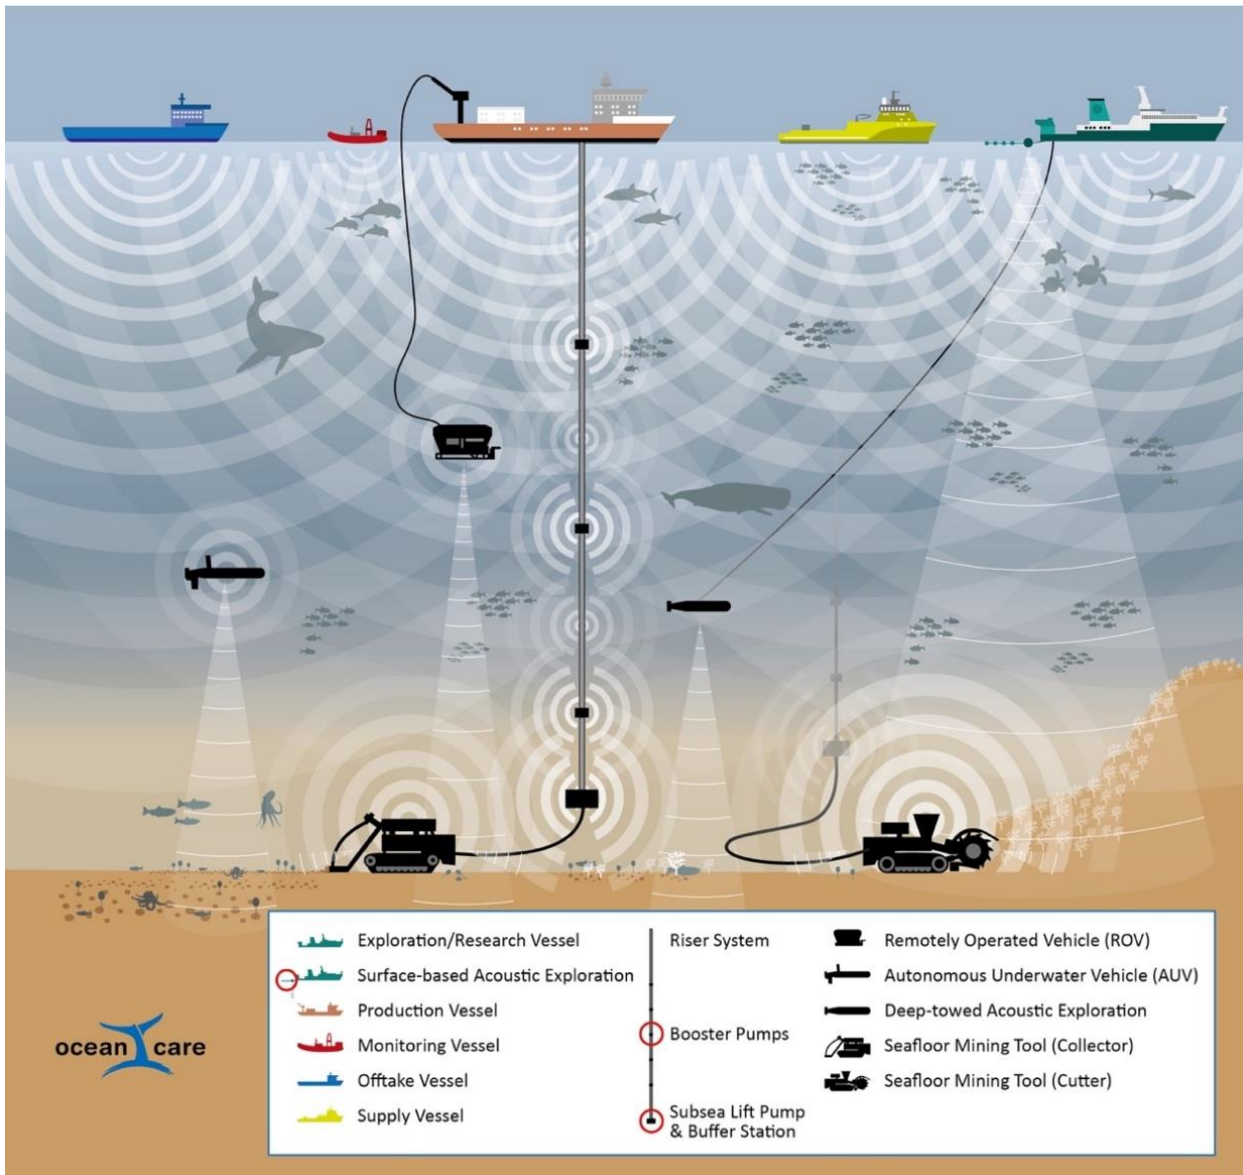 Exploration/Research Vessel
Surface-based Acoustic Exploration
Production Vessel
Monitoring Vessel
Offtake Vessel
Supply Vessel
Riser System
Booster Pumps
Subsea Lift Pump
& Buffer Station
Remotely Operated Vehicle (ROV)
Autonomous Underwater Vehicle (AUV)
Deep-towed Acoustic Exploration
Seafloor Mining Tool (Collector)
Seafloor Mining Tool (Cutter)
ocean care